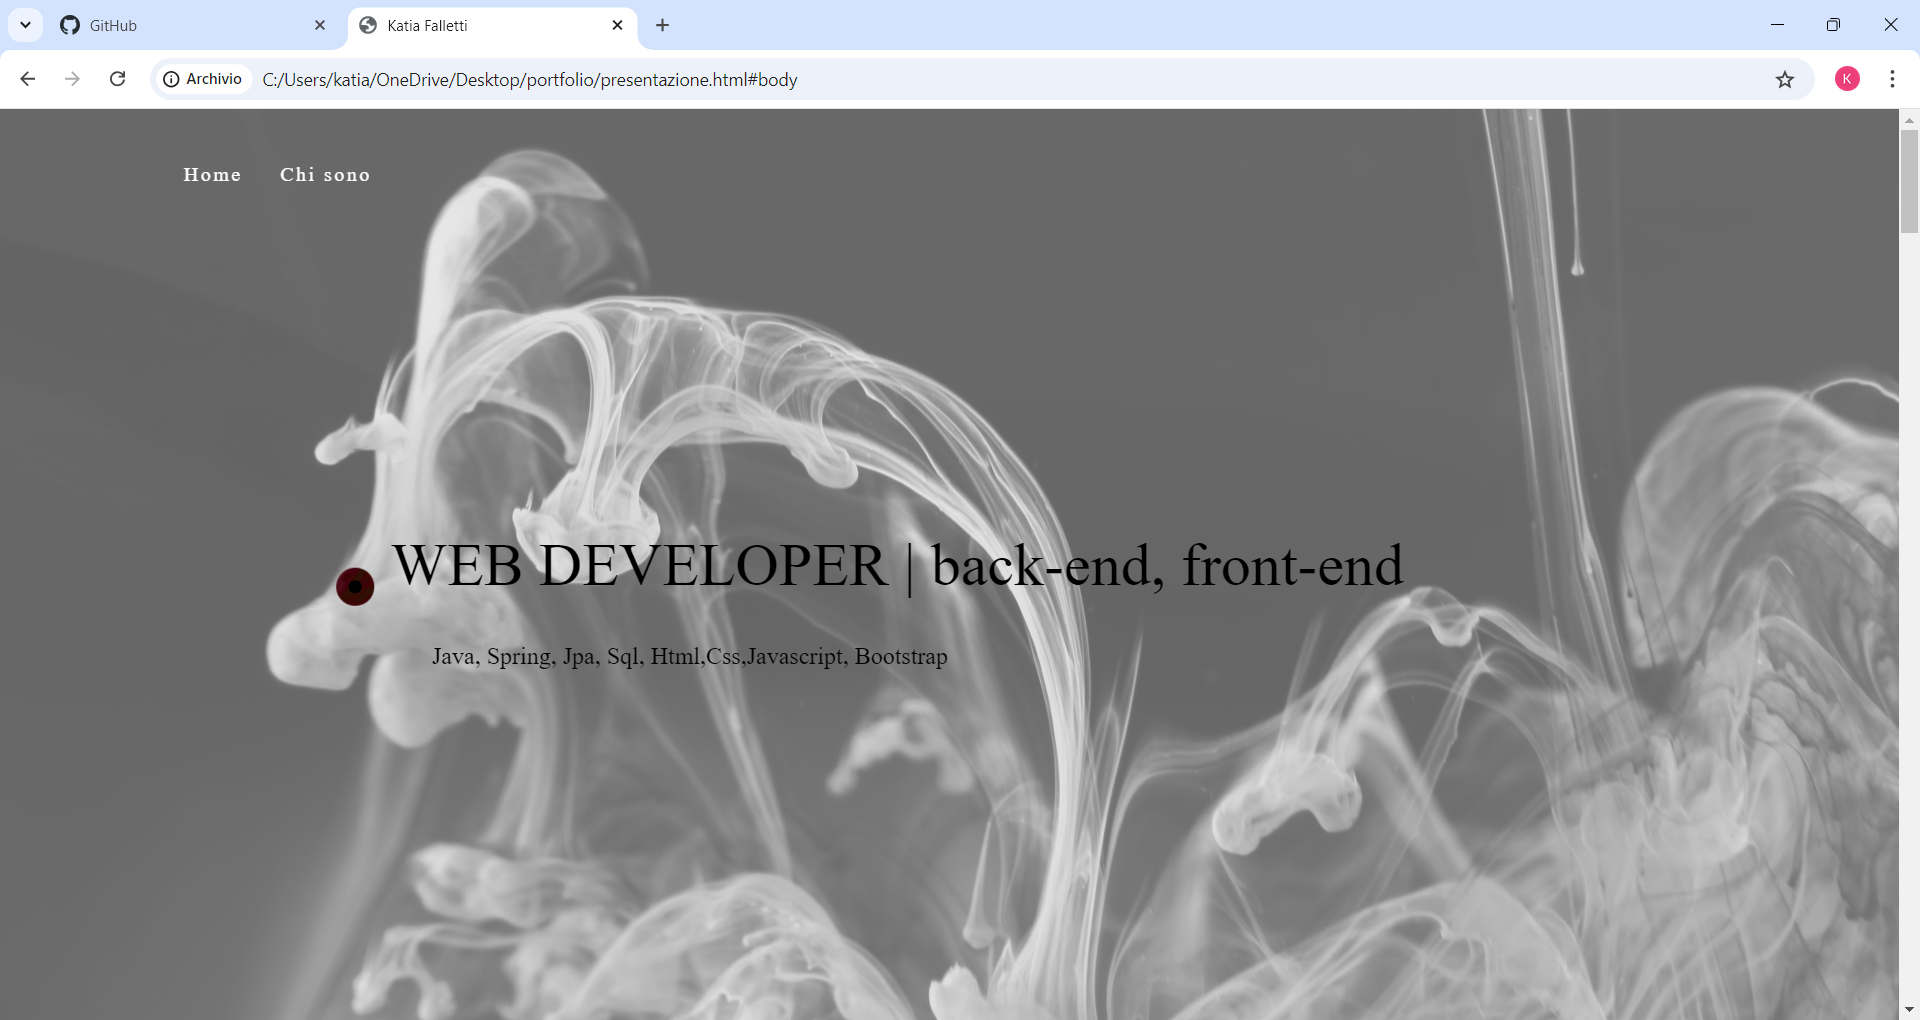 GitHub
Katia Falletti
Archivio C:/Users/katia/OneDrive/Desktop/portfolio/presentazione.html#body
K
Home Chi sono
WEB DEVELOPER | back-end, front-end
Java, Spring, Jpa, Sql, Html,Css,Javascript, Bootstrap